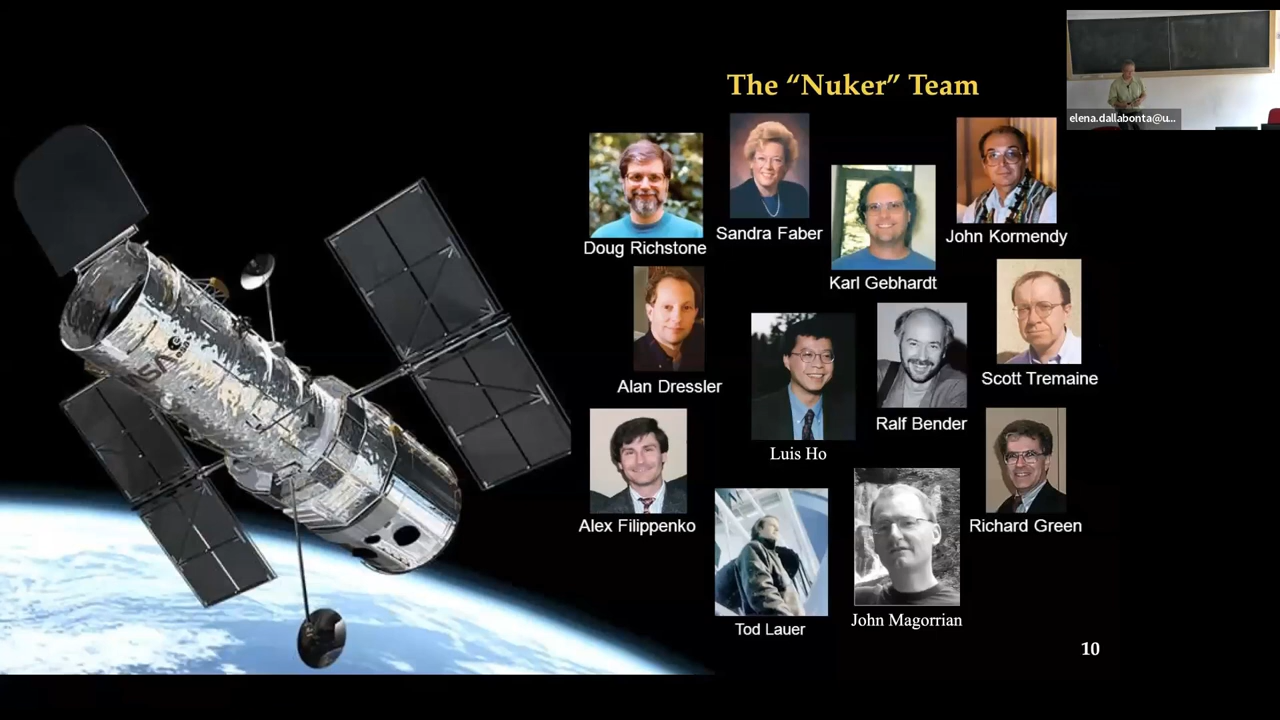 The “Nuker” Team
elena.dallabonta@u...
Doug Richstone
Sandra Faber
Karl Gebhardt
John Kormendy
Alan Dressler
Luis Ho
Ralf Bender
Scott Tremaine
Alex Filippenko
Tod Lauer
John Magorrian
Richard Green
10